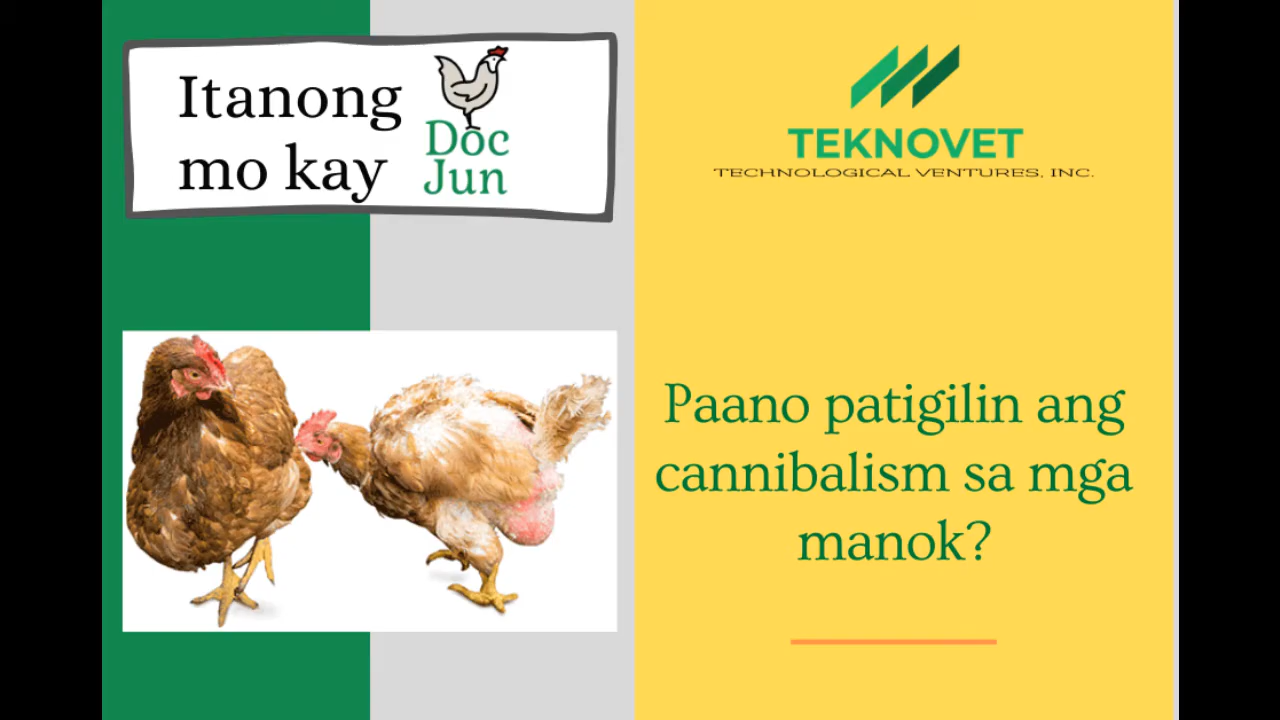 Itanong
mo kay
Doc
Jun
TEKNOVET
TECHNOLOGICAL VENTURES, INC.
Paano patigilin ang
cannibalism sa mga
manok?